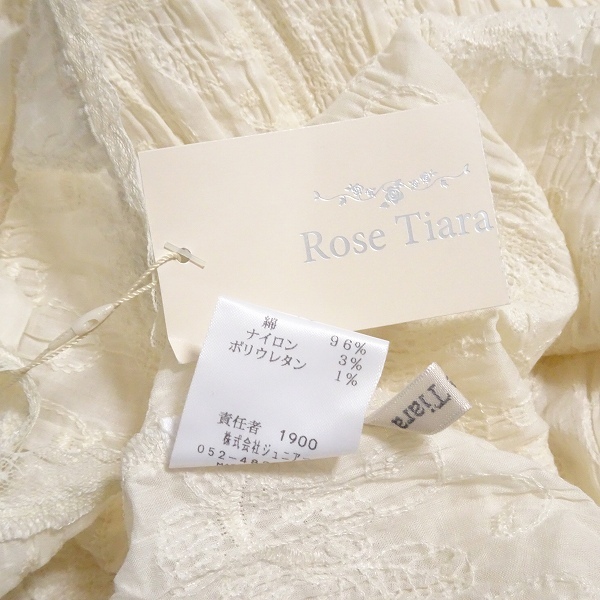 Rose Tiara
綿 96%
ナイロン 3%
ポリウレタン 1%
責任者 1900
株式会社ジュニア
052-48
Tiara